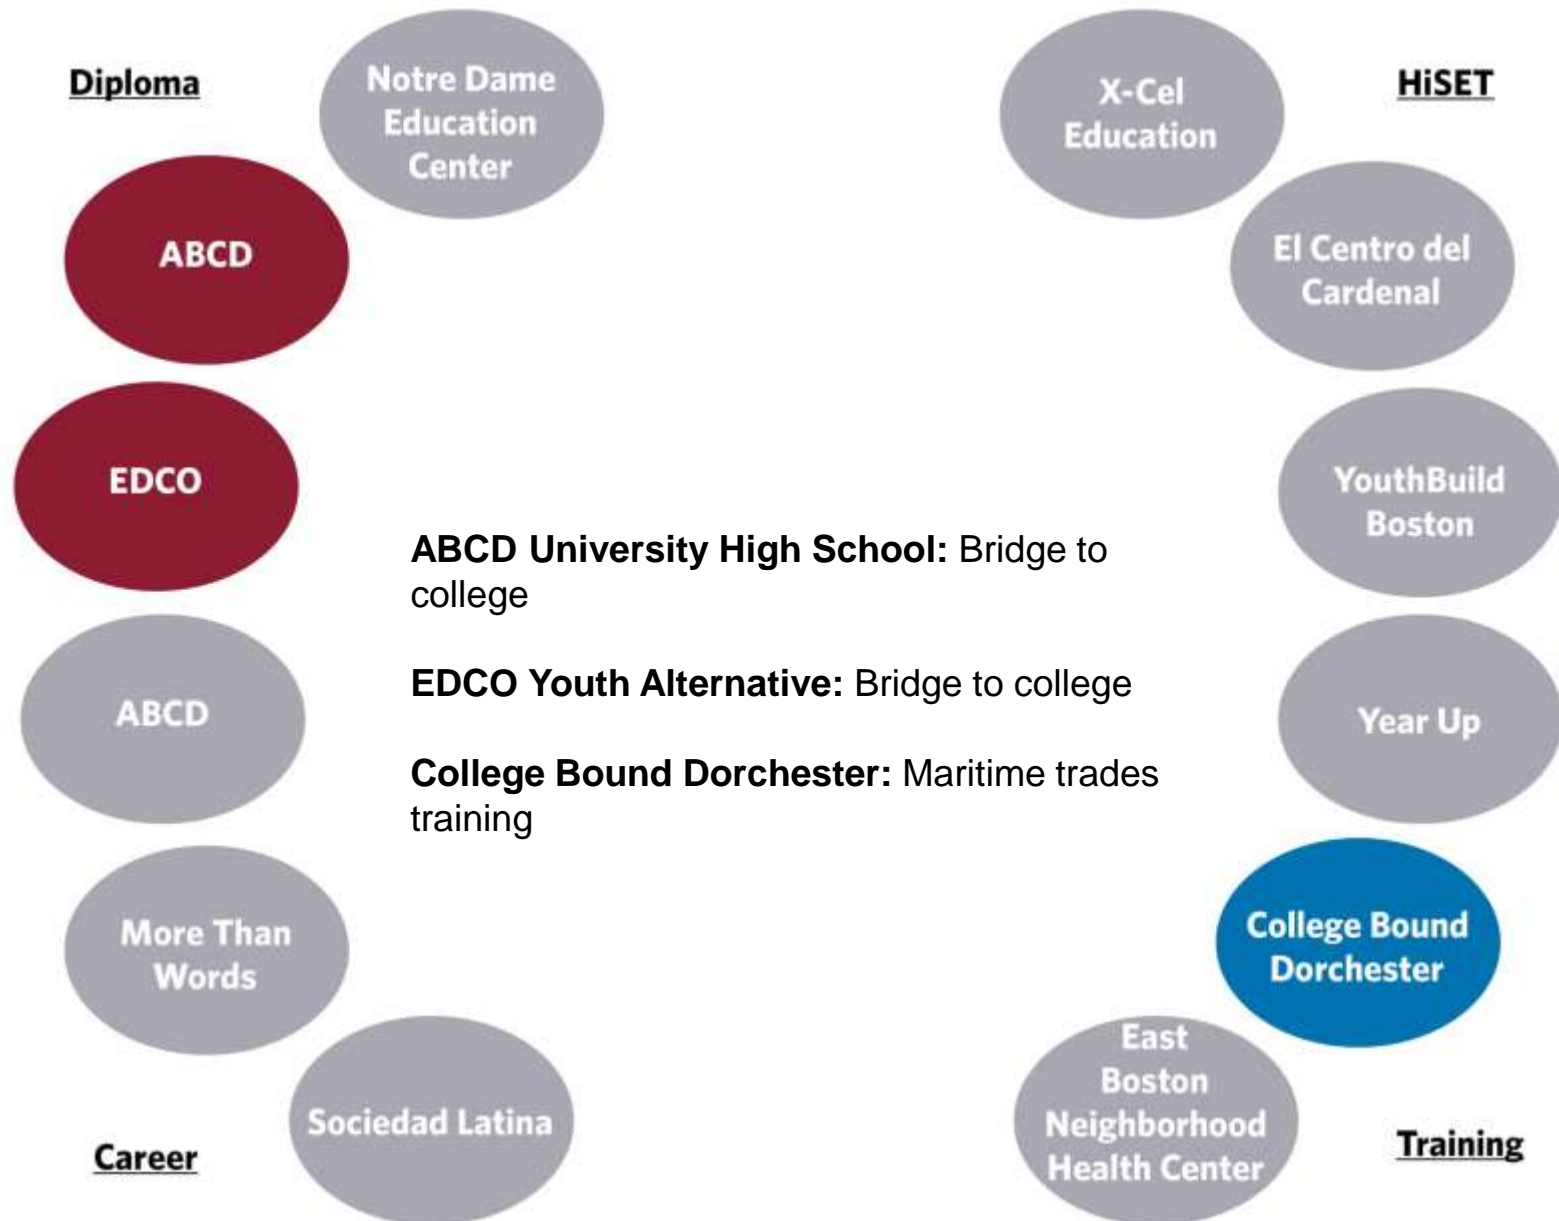 Diploma
Notre Dame
Education
Center
X-Cel
Education
HiSET
ABCD
El Centro del
Cardenal
EDCO
YouthBuild
Boston
ABCD University High School: Bridge to
college
EDCO Youth Alternative: Bridge to college
College Bound Dorchester: Maritime trades
training
ABCD
Year Up
More Than
Words
College Bound
Dorchester
Sociedad Latina
East
Boston
Neighborhood
Health Center
Career
Training